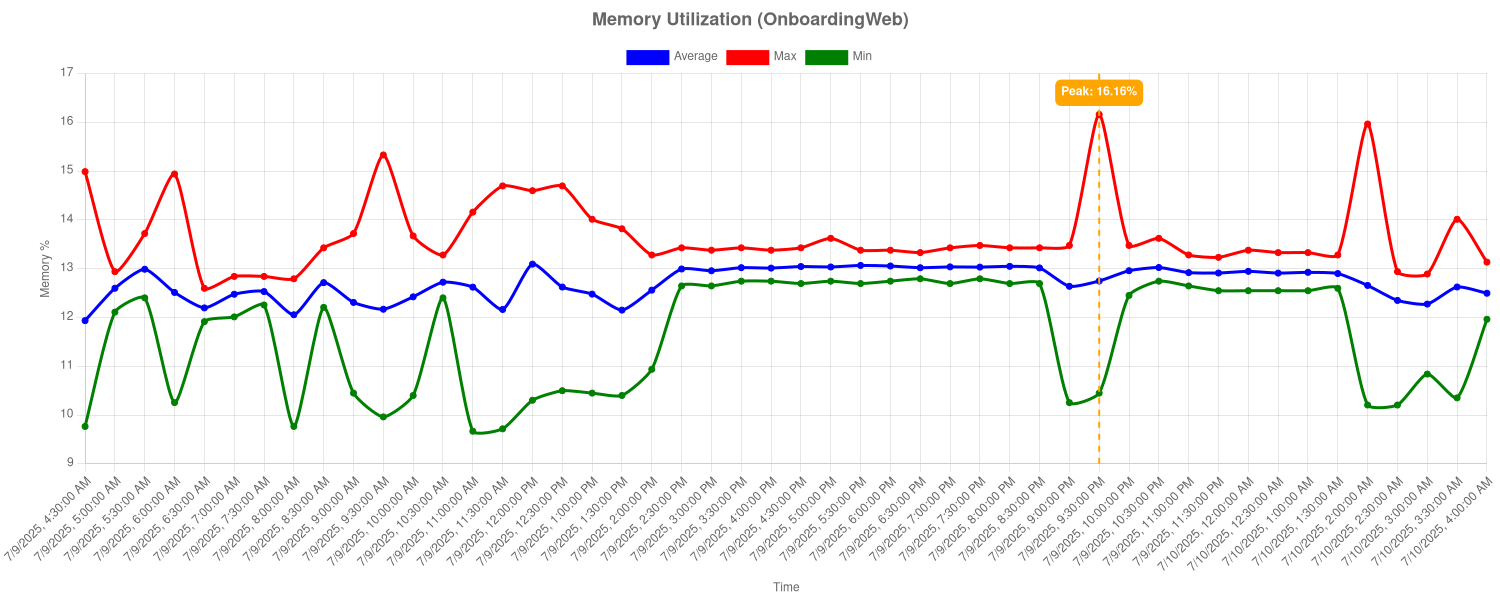 Memory Utilization (OnboardingWeb)
Average Max Min
Peak: 16.16%
17
16
15
14
13
12
11
10
9
Memory %
7/9/2025, 4:30:00 AM
7/9/2025, 5:00:00 AM
7/9/2025, 5:30:00 AM
7/9/2025, 6:00:00 AM
7/9/2025, 6:30:00 AM
7/9/2025, 7:00:00 AM
7/9/2025, 7:30:00 AM
7/9/2025, 8:00:00 AM
7/9/2025, 8:30:00 AM
7/9/2025, 9:00:00 AM
7/9/2025, 9:30:00 AM
7/9/2025, 10:00:00 AM
7/9/2025, 10:30:00 AM
7/9/2025, 11:00:00 AM
7/9/2025, 11:30:00 AM
7/9/2025, 12:00:00 PM
7/9/2025, 12:30:00 PM
7/9/2025, 1:00:00 PM
7/9/2025, 1:30:00 PM
7/9/2025, 2:00:00 PM
7/9/2025, 2:30:00 PM
7/9/2025, 3:00:00 PM
7/9/2025, 3:30:00 PM
7/9/2025, 4:00:00 PM
7/9/2025, 4:30:00 PM
7/9/2025, 5:00:00 PM
7/9/2025, 5:30:00 PM
7/9/2025, 6:00:00 PM
7/9/2025, 6:30:00 PM
7/9/2025, 7:00:00 PM
7/9/2025, 7:30:00 PM
7/9/2025, 8:00:00 PM
7/9/2025, 8:30:00 PM
7/9/2025, 9:00:00 PM
7/9/2025, 9:30:00 PM
7/9/2025, 10:00:00 PM
7/9/2025, 10:30:00 PM
7/9/2025, 11:00:00 PM
7/9/2025, 11:30:00 PM
7/10/2025, 12:00:00 AM
7/10/2025, 12:30:00 AM
7/10/2025, 1:00:00 AM
7/10/2025, 1:30:00 AM
7/10/2025, 2:00:00 AM
7/10/2025, 2:30:00 AM
7/10/2025, 3:00:00 AM
7/10/2025, 3:30:00 AM
7/10/2025, 4:00:00 AM
Time